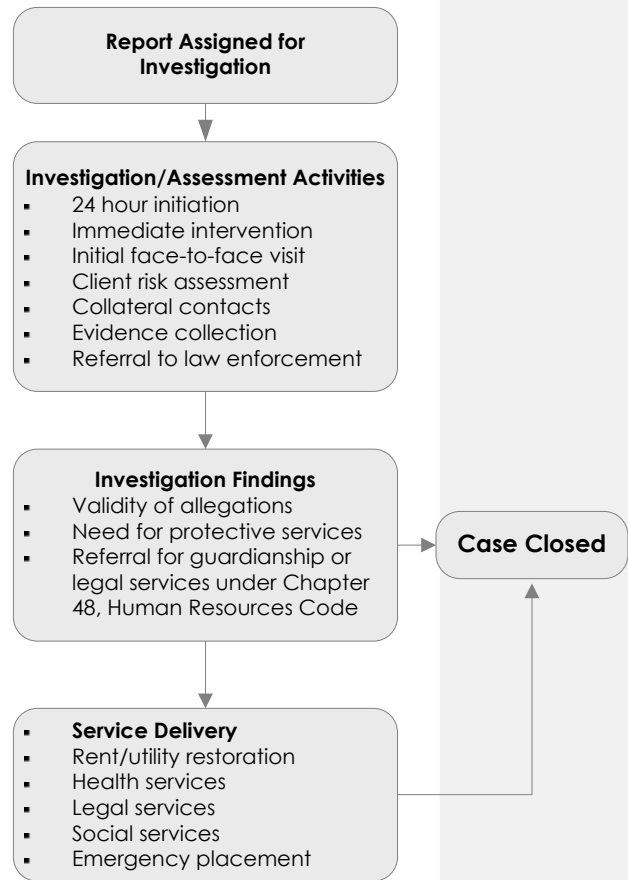 Report Assigned for
Investigation
Investigation/Assessment Activities
▪ 24 hour initiation
▪ Immediate intervention
▪ Initial face-to-face visit
▪ Client risk assessment
▪ Collateral contacts
▪ Evidence collection
▪ Referral to law enforcement
Investigation Findings
▪ Validity of allegations
▪ Need for protective services
▪ Referral for guardianship or
legal services under Chapter
48, Human Resources Code
Case Closed
▪ Service Delivery
▪ Rent/utility restoration
▪ Health services
▪ Legal services
▪ Social services
▪ Emergency placement